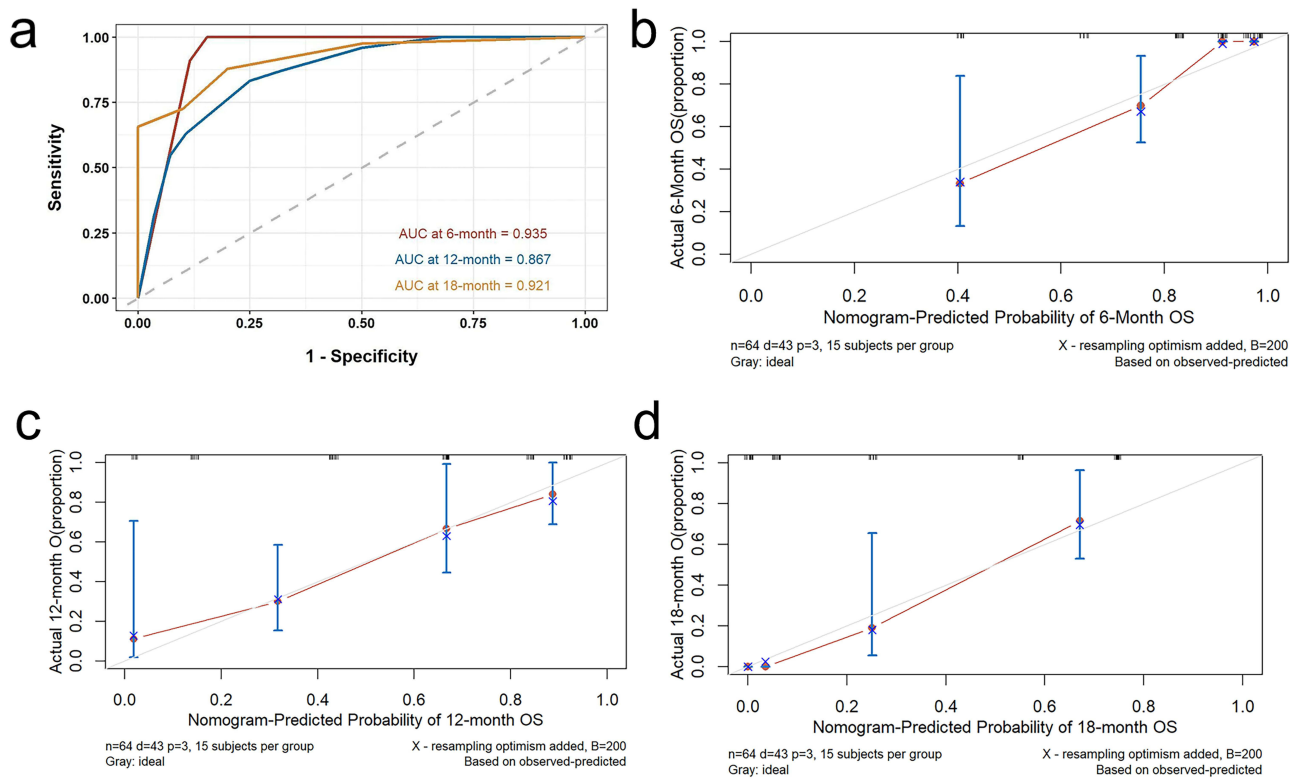 a
1.00
0.75
0.50
0.25
0.00
Sensitivity
AUC at 6-month = 0.935
AUC at 12-month = 0.867
AUC at 18-month = 0.921
0.00 0.25 0.50 0.75 1.00
1 - Specificity
b
Actual 6-Month OS(proportion)
1.0
0.8
0.6
0.4
0.2
0.0
0.0 0.2 0.4 0.6 0.8 1.0
Nomogram-Predicted Probability of 6-Month OS
n=64 d=43 p=3, 15 subjects per group
Gray: ideal
X - resampling optimism added, B=200
Based on observed-predicted
c
Actual 12-month O(proportion)
1.0
0.8
0.6
0.4
0.2
0.0
0.0 0.2 0.4 0.6 0.8 1.0
Nomogram-Predicted Probability of 12-month OS
n=64 d=43 p=3, 15 subjects per group
Gray: ideal
X - resampling optimism added, B=200
Based on observed-predicted
d
Actual 18-month O(proportion)
1.0
0.8
0.6
0.4
0.2
0.0
0.0 0.2 0.4 0.6 0.8 1.0
Nomogram-Predicted Probability of 18-month OS
n=64 d=43 p=3, 15 subjects per group
Gray: ideal
X - resampling optimism added, B=200
Based on observed-predicted